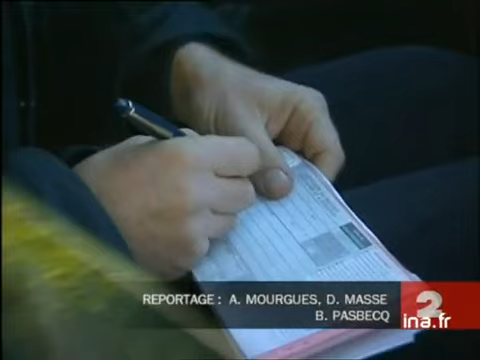 REPORTAGE : A. MOURGUES, D. MASSE
B. PASBECQ
2
ina.fr